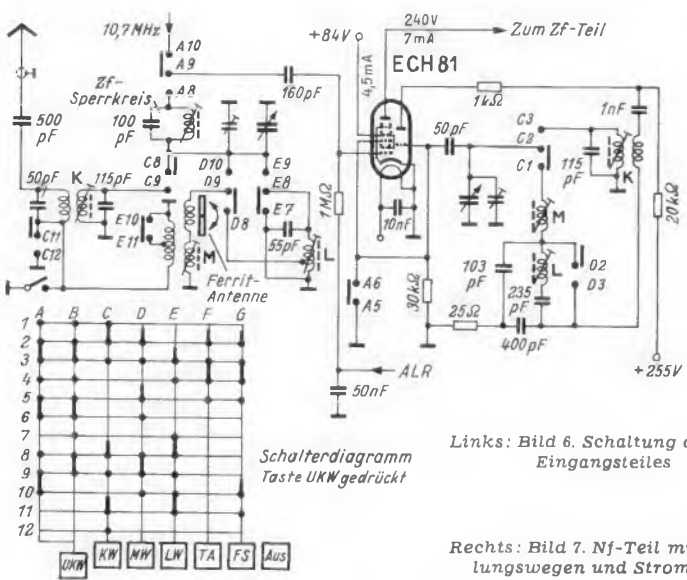 10,7 MHz
A10
A9
A8
Zf-
Sperrkreis
100
pF
500
pF
50pF
K
115pF
C8
C9
C11
C12
E10
E11
M
D10
D9
D8
E9
E8
E7
55pF
L
Ferrit-
Antenne
160pF
1MΩ
+84V
4,5mA
240V
7mA
Zum Zf-Teil
ECH 81
1kΩ
1nF
50pF
C3
C2
C1
115
pF
K
20kΩ
10nF
M
A6
A5
30kΩ
103
pF
L
235
pF
D2
D3
25Ω
400pF
+255V
ALR
50nF
A B C D E F G
1
2
3
4
5
6
7
8
9
10
11
12
UKW
KW
MW
LW
TA
FS
Aus
Schalterdiagramm
Taste UKW gedrückt
Links: Bild 6. Schaltung
Eingangsteiles
Rechts: Bild 7. Nf-Teil
lungswegen und Strom